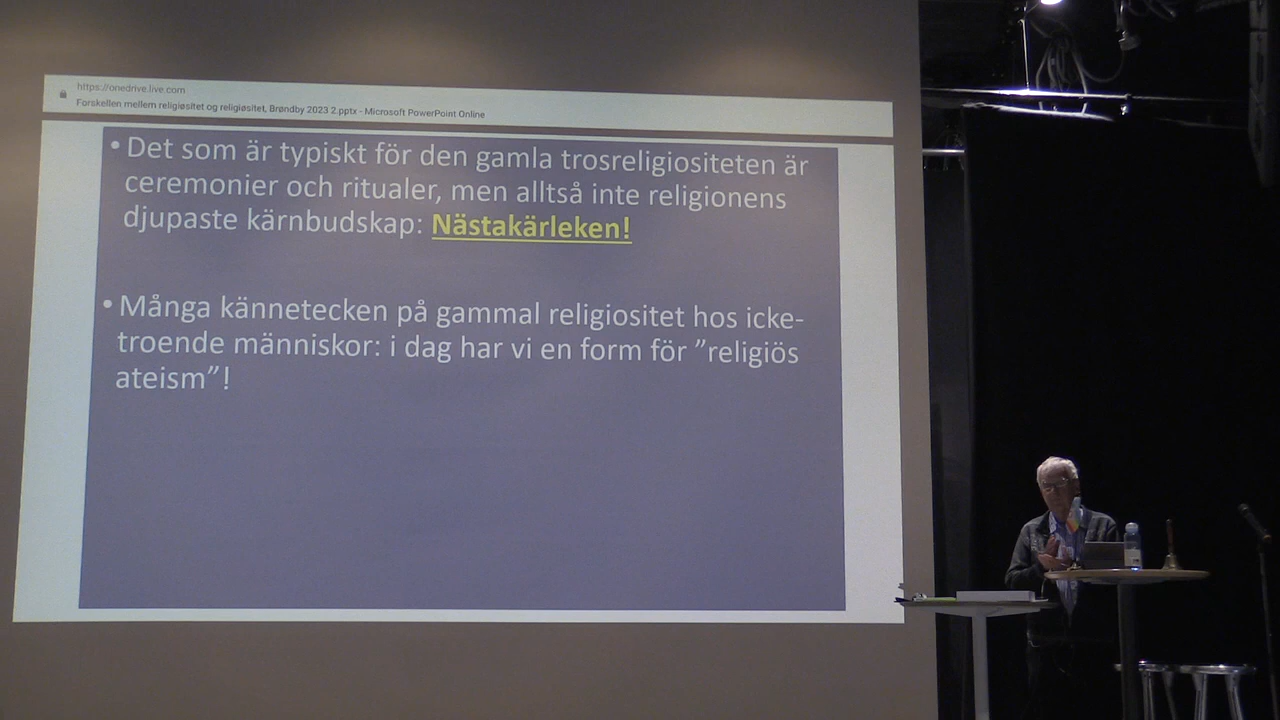 https://onedrive.live.com
Forskellen mellem religiøsitet og religiøsitet, Brøndby 2023 2.pptx - Microsoft PowerPoint Online
• Det som är typiskt för den gamla trosreligiositeten är
ceremonier och ritualer, men alltså inte religionens
djupaste kärnbudskap: Nästakärleken!
• Många kännetecken på gammal religiositet hos icke-
troende människor: i dag har vi en form för ”religiös
ateism”!